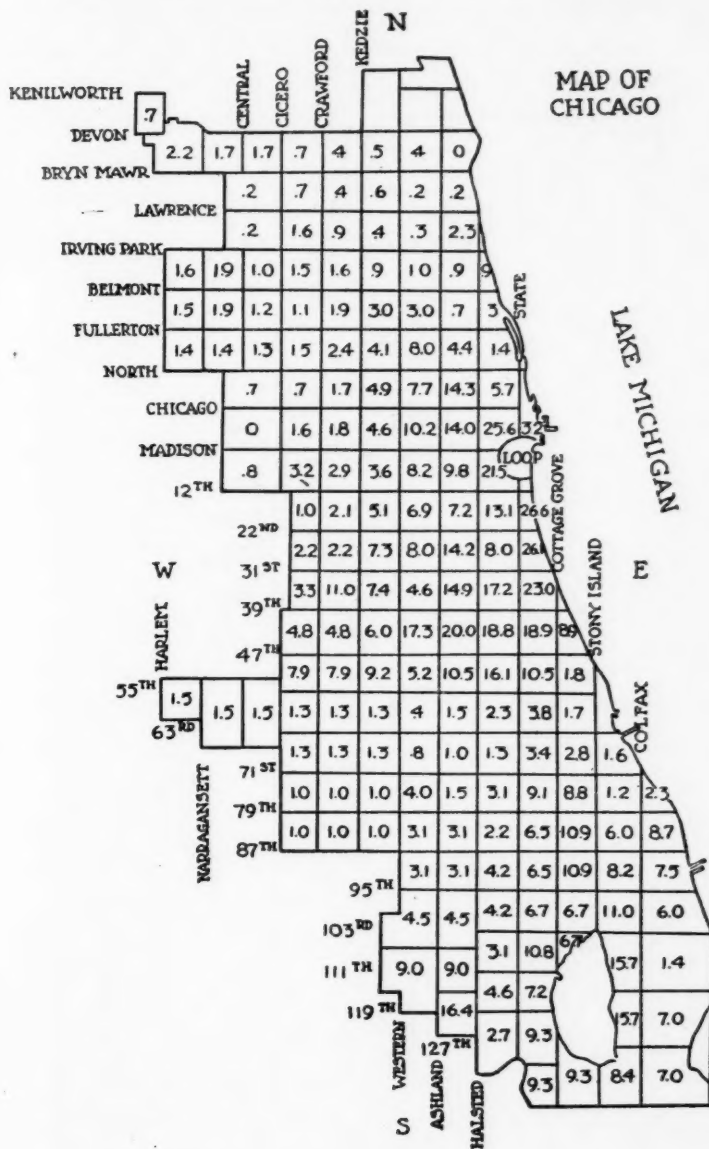 N
MAP OF
CHICAGO
KENILWORTH
DEVON
BRYN MAWR
LAWRENCE
IRVING PARK
BELMONT
FULLERTON
NORTH
CHICAGO
MADISON
12TH
22ND
31ST
39TH
47TH
55TH
63RD
71ST
79TH
87TH
95TH
103RD
111TH
119TH
127TH
CENTRAL
CICERO
CRAWFORD
KEDZIE
STATE
LAKE MICHIGAN
LOOP
COTTAGE GROVE
STONY ISLAND
COLFAX
W
E
HARLEM
NARRAGANSETT
WESTERN
ASHLAND
HALSTED
S
.7
2.2 1.7 1.7 .7 .4 .5 .4 0
.2 .7 .4 .6 .2 .2
.2 1.6 .9 .4 .3 2.3
1.6 1.9 1.0 1.5 1.6 .9 1.0 .9 .9
1.5 1.9 1.2 1.1 1.9 3.0 3.0 .7 3
1.4 1.4 1.3 1.5 2.4 4.1 8.0 4.4 1.4
.7 .7 1.7 4.9 7.7 14.3 5.7
0 1.6 1.8 4.6 10.2 14.0 25.6 3.2
.8 3.2 2.9 3.6 8.2 9.8 21.5
1.0 2.1 5.1 6.9 7.2 13.1 26.6
2.2 2.2 7.3 8.0 14.2 8.0 26.1
3.3 11.0 7.4 4.6 14.9 17.2 23.0
4.8 4.8 6.0 17.3 20.0 18.8 18.9 8.9
7.9 7.9 9.2 5.2 10.5 16.1 10.5 1.8
1.5 1.5 1.5 1.3 1.3 1.3 .4 1.5 2.3 3.8 1.7
1.3 1.3 1.3 .8 1.0 1.3 3.4 2.8 1.6
1.0 1.0 1.0 4.0 1.5 3.1 9.1 8.8 1.2 2.3
1.0 1.0 1.0 3.1 3.1 2.2 6.5 10.9 6.0 8.7
3.1 3.1 4.2 6.5 10.9 8.2 7.5
4.5 4.5 4.2 6.7 6.7 11.0 6.0
3.1 10.8 6.7 15.7 1.4
9.0 9.0 4.6 7.2
16.4 2.7 9.3 15.7 7.0
9.3 9.3 8.4 7.0